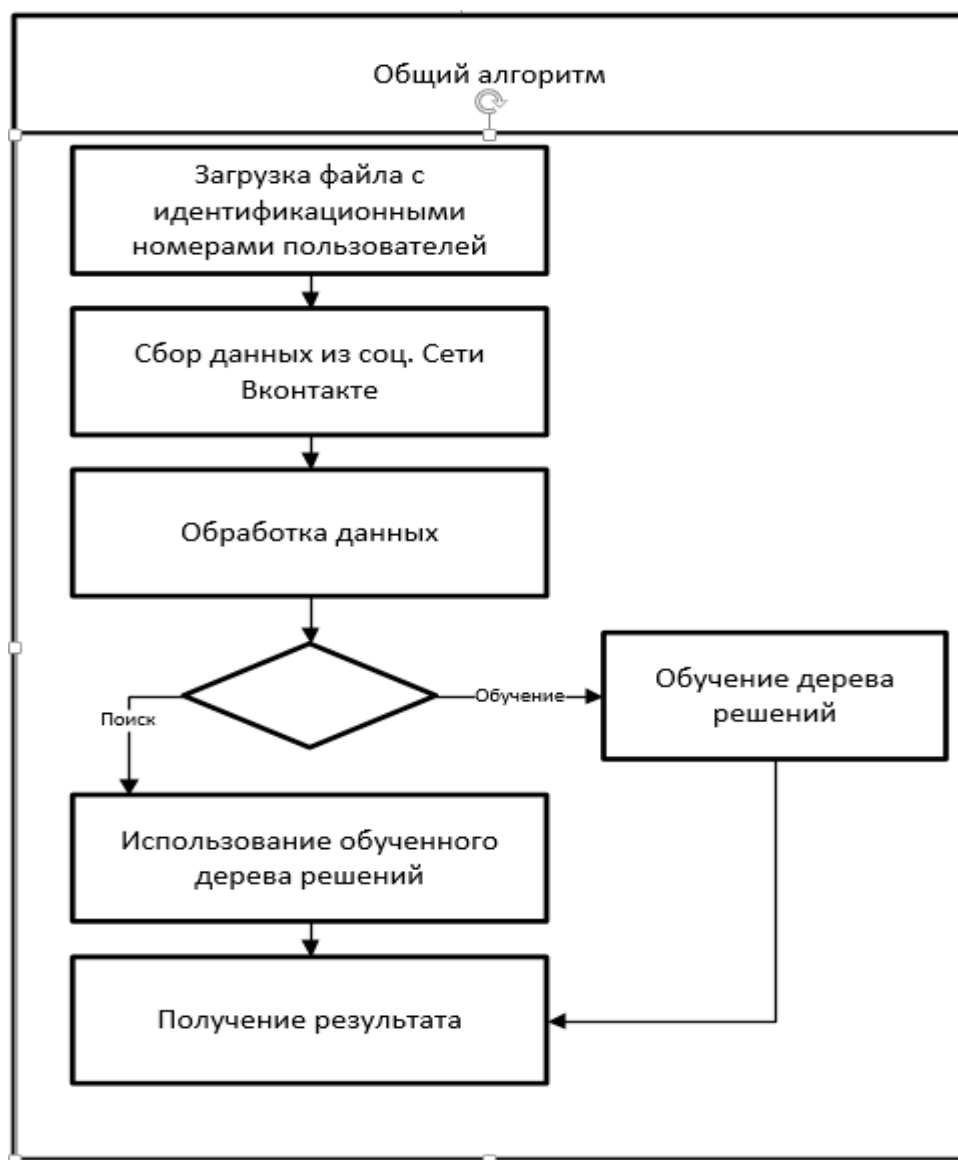 Общий алгоритм
Загрузка файла с
идентификационными
номерами пользователей
Сбор данных из соц. Сети
Вконтакте
Обработка данных
Обучение
Обучение дерева
решений
Поиск
Использование обученного
дерева решений
Получение результата